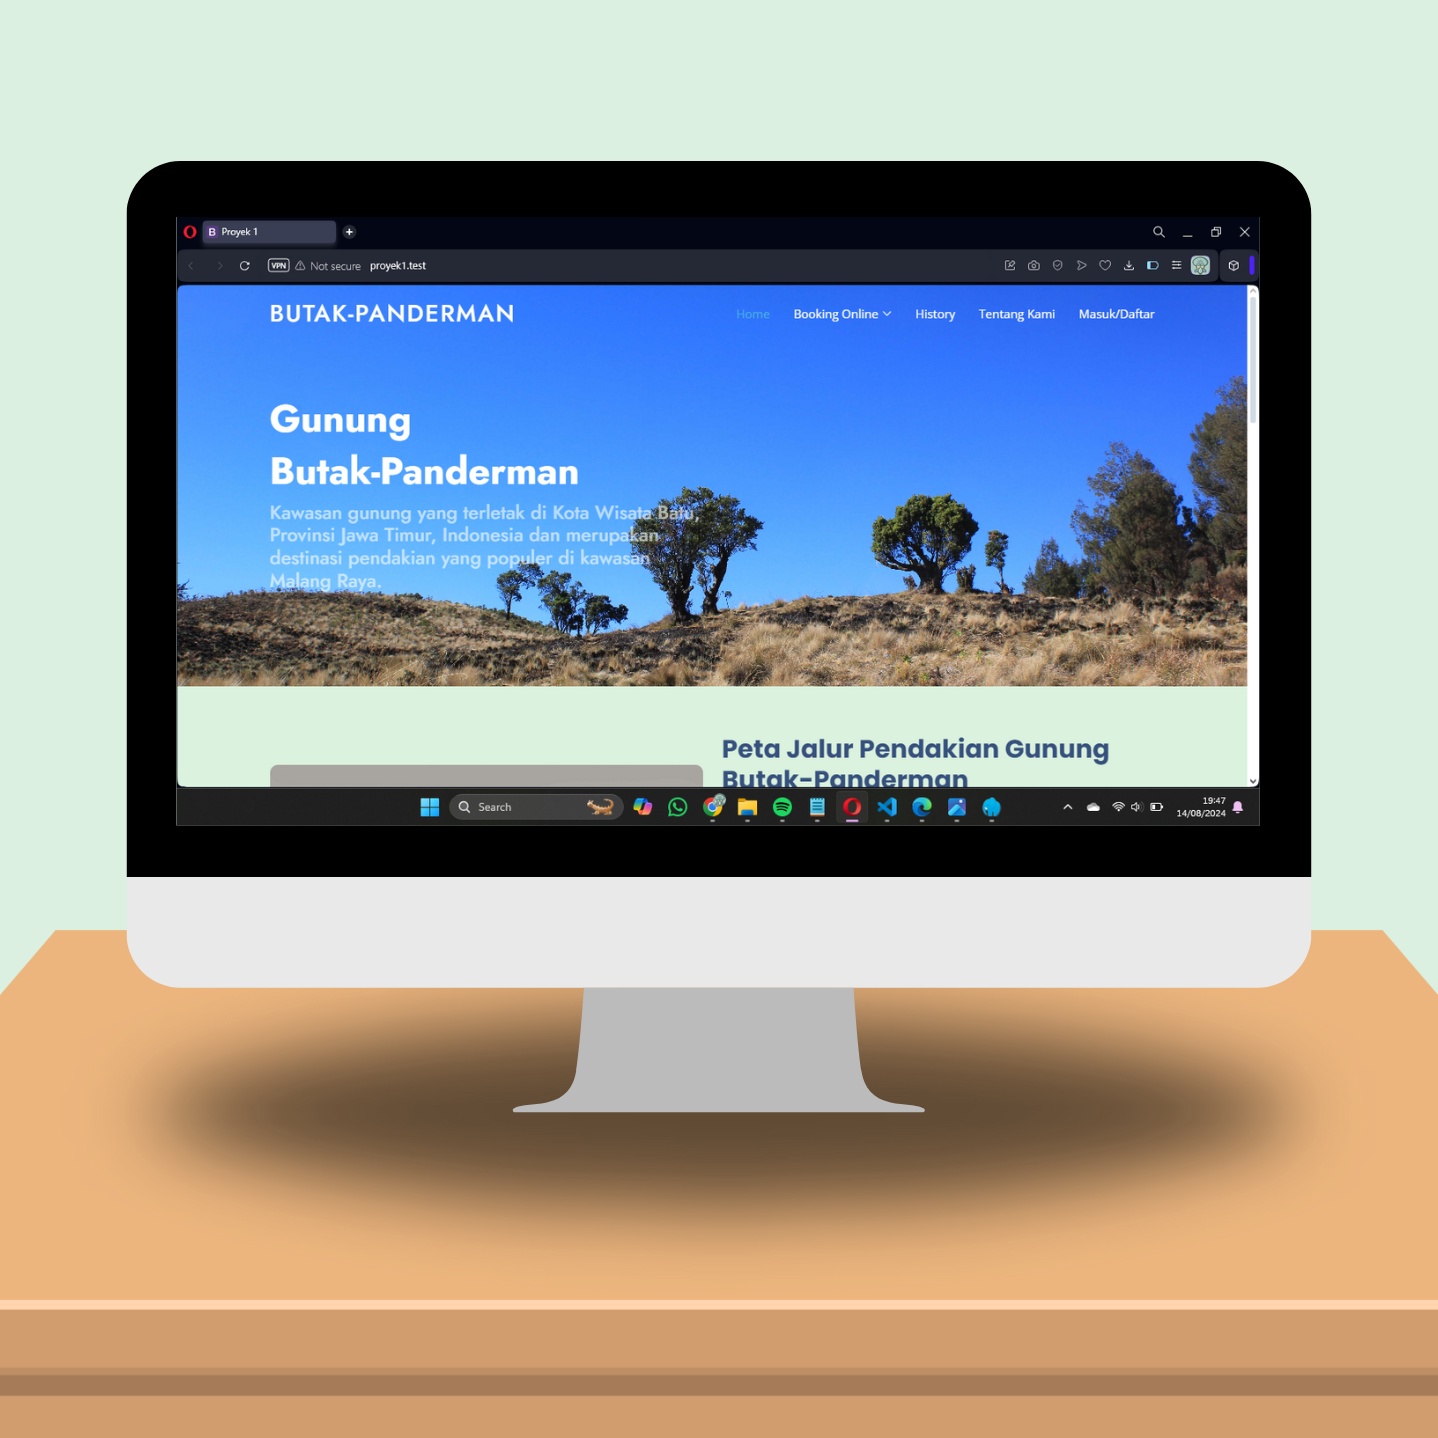 Proyek 1
VPN Not secure proyek1.test
BUTAK-PANDERMAN
Home Booking Online History Tentang Kami Masuk/Daftar
Gunung
Butak-Panderman
Kawasan gunung yang terletak di Kota Wisata Batu,
Provinsi Jawa Timur, Indonesia dan merupakan
destinasi pendakian yang populer di kawasan
Malang Raya.
Peta Jalur Pendakian Gunung
Butak-Panderman
Search
19:47
14/08/2024